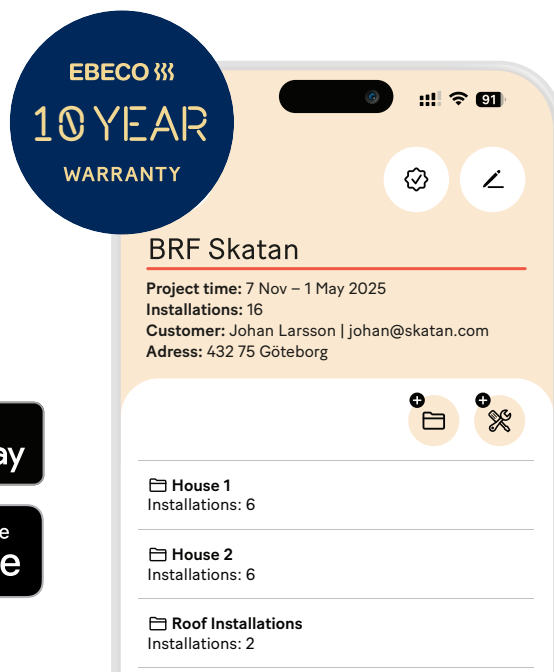 EBECO
10 YEAR
WARRANTY
91
BRF Skatan
Project time: 7 Nov – 1 May 2025
Installations: 16
Customer: Johan Larsson | johan@skatan.com
Adress: 432 75 Göteborg
ay
e
e
House 1
Installations: 6
House 2
Installations: 6
Roof Installations
Installations: 2